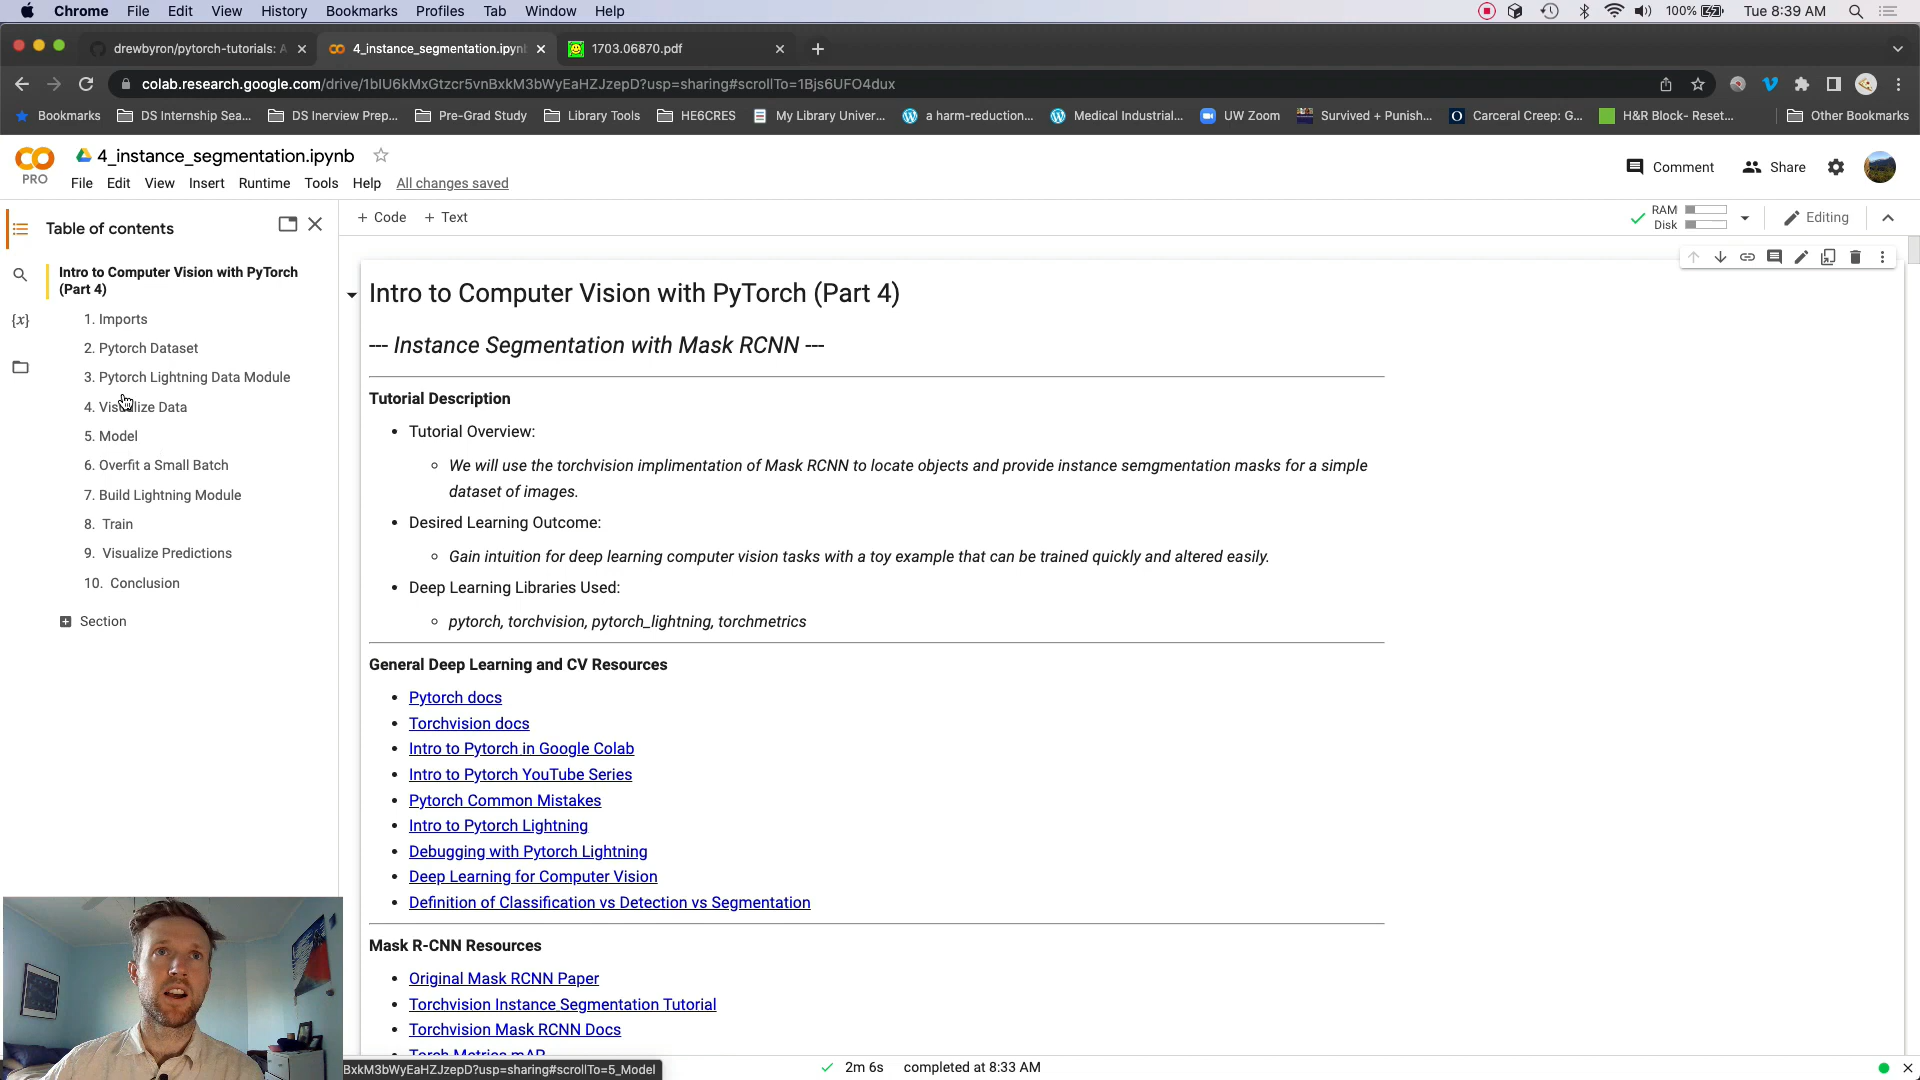 Chrome File Edit View History Bookmarks Profiles Tab Window Help 100% Tue 8:39 AM
drewbyron/pytorch-tutorials: A 4_instance_segmentation.ipynb 1703.06870.pdf
colab.research.google.com/drive/1bIU6kMxGtzcr5vnBxkM3bWyEaHZJzepD?usp=sharing#scrollTo=1Bjs6UFO4dux
Bookmarks DS Internship Sea... DS Inerview Prep... Pre-Grad Study Library Tools HE6CRES My Library Univer... a harm-reduction... Medical Industrial... UW Zoom Survived + Punish... Carceral Creep: G... H&R Block- Reset... Other Bookmarks
4_instance_segmentation.ipynb
PRO
File Edit View Insert Runtime Tools Help All changes saved
Comment Share
Table of contents
+ Code + Text
RAM
Disk
Editing
Intro to Computer Vision with PyTorch
(Part 4)
1. Imports
{x}
2. Pytorch Dataset
3. Pytorch Lightning Data Module
4. Visualize Data
5. Model
6. Overfit a Small Batch
7. Build Lightning Module
8. Train
9. Visualize Predictions
10. Conclusion
Section
Intro to Computer Vision with PyTorch (Part 4)
--- Instance Segmentation with Mask RCNN ---
Tutorial Description
• Tutorial Overview:
We will use the torchvision implimentation of Mask RCNN to locate objects and provide instance semgmentation masks for a simple
dataset of images.
• Desired Learning Outcome:
Gain intuition for deep learning computer vision tasks with a toy example that can be trained quickly and altered easily.
• Deep Learning Libraries Used:
pytorch, torchvision, pytorch_lightning, torchmetrics
General Deep Learning and CV Resources
• Pytorch docs
• Torchvision docs
• Intro to Pytorch in Google Colab
• Intro to Pytorch YouTube Series
• Pytorch Common Mistakes
• Intro to Pytorch Lightning
• Debugging with Pytorch Lightning
• Deep Learning for Computer Vision
• Definition of Classification vs Detection vs Segmentation
Mask R-CNN Resources
• Original Mask RCNN Paper
• Torchvision Instance Segmentation Tutorial
• Torchvision Mask RCNN Docs
Torch Metrics mAP
BxkM3bWyEaHZJzepD?usp=sharing#scrollTo=5_Model
2m 6s completed at 8:33 AM